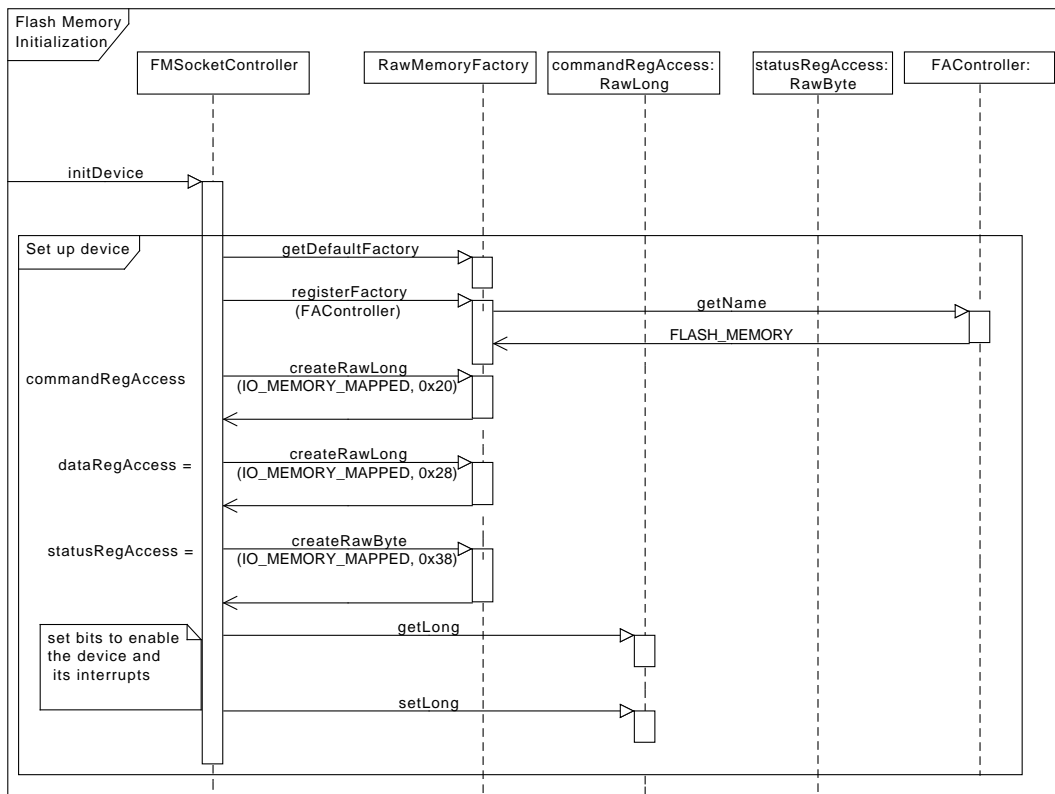 Flash Memory
Initialization
FMSocketController
RawMemoryFactory
commandRegAccess:
RawLong
statusRegAccess:
RawByte
FAController:
initDevice
Set up device
getDefaultFactory
registerFactory
(FAController)
getName
FLASH_MEMORY
commandRegAccess
createRawLong
(IO_MEMORY_MAPPED, 0x20)
dataRegAccess =
createRawLong
(IO_MEMORY_MAPPED, 0x28)
statusRegAccess =
createRawByte
(IO_MEMORY_MAPPED, 0x38)
set bits to enable
the device and
its interrupts
getLong
setLong